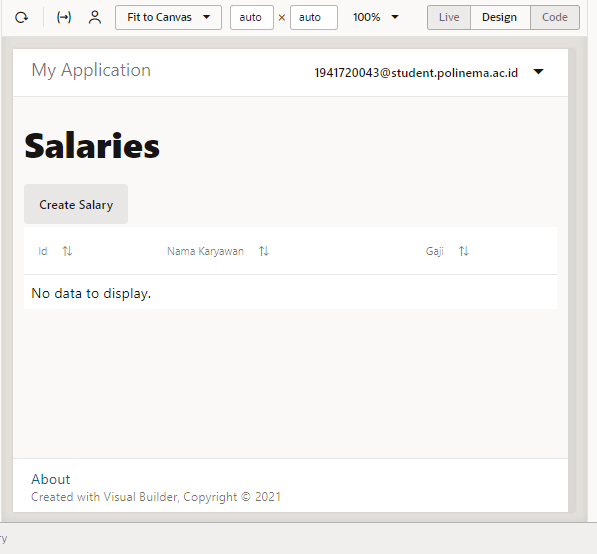 Fit to Canvas auto × auto 100% Live Design Code
My Application 1941720043@student.polinema.ac.id
Salaries
Create Salary
Id Nama Karyawan Gaji
No data to display.
About
Created with Visual Builder, Copyright © 2021